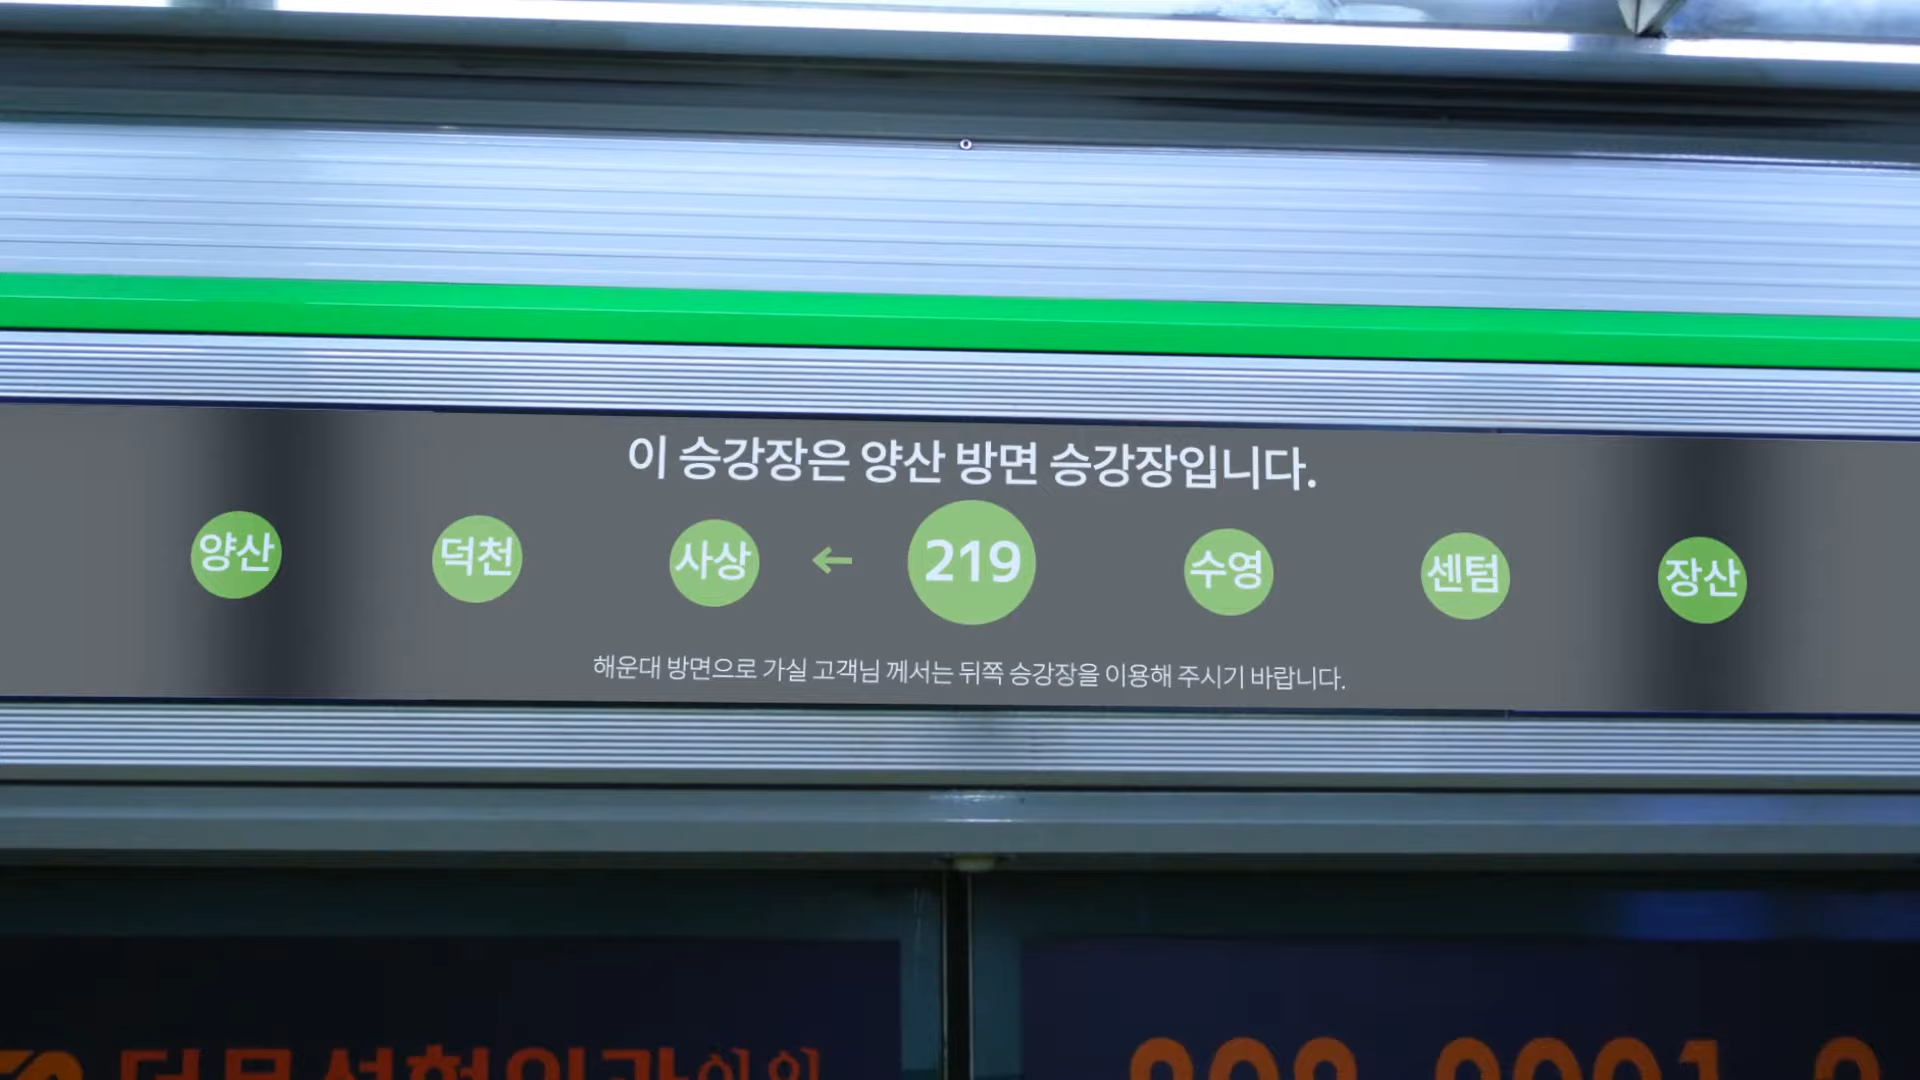 이 승강장은 양산 방면 승강장입니다.
양산 덕천 사상 ← 219 수영 센텀 장산
해운대 방면으로 가실 고객님 께서는 뒤쪽 승강장을 이용해 주시기 바랍니다.